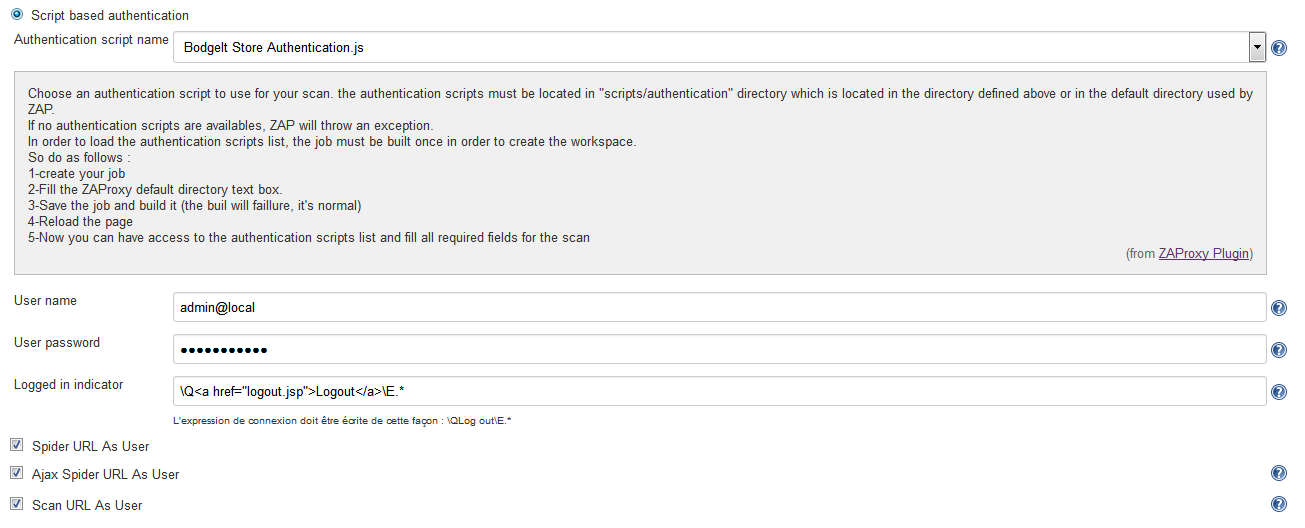 Script based authentication
Authentication script name
BodgeIt Store Authentication.js
Choose an authentication script to use for your scan. the authentication scripts must be located in "scripts/authentication" directory which is located in the directory defined above or in the default directory used by
ZAP.
If no authentication scripts are availables, ZAP will throw an exception.
In order to load the authentication scripts list, the job must be built once in order to create the workspace.
So do as follows :
1-create your job
2-Fill the ZAProxy default directory text box.
3-Save the job and build it (the buil will faillure, it's normal)
4-Reload the page
5-Now you can have access to the authentication scripts list and fill all required fields for the scan
(from ZAProxy Plugin)
User name
admin@local
User password
•••••••••••
Logged in indicator
\Q<a href="logout.jsp">Logout</a>\E.*
L'expression de connexion doit être écrite de cette façon : \QLog out\E.*
Spider URL As User
Ajax Spider URL As User
Scan URL As User